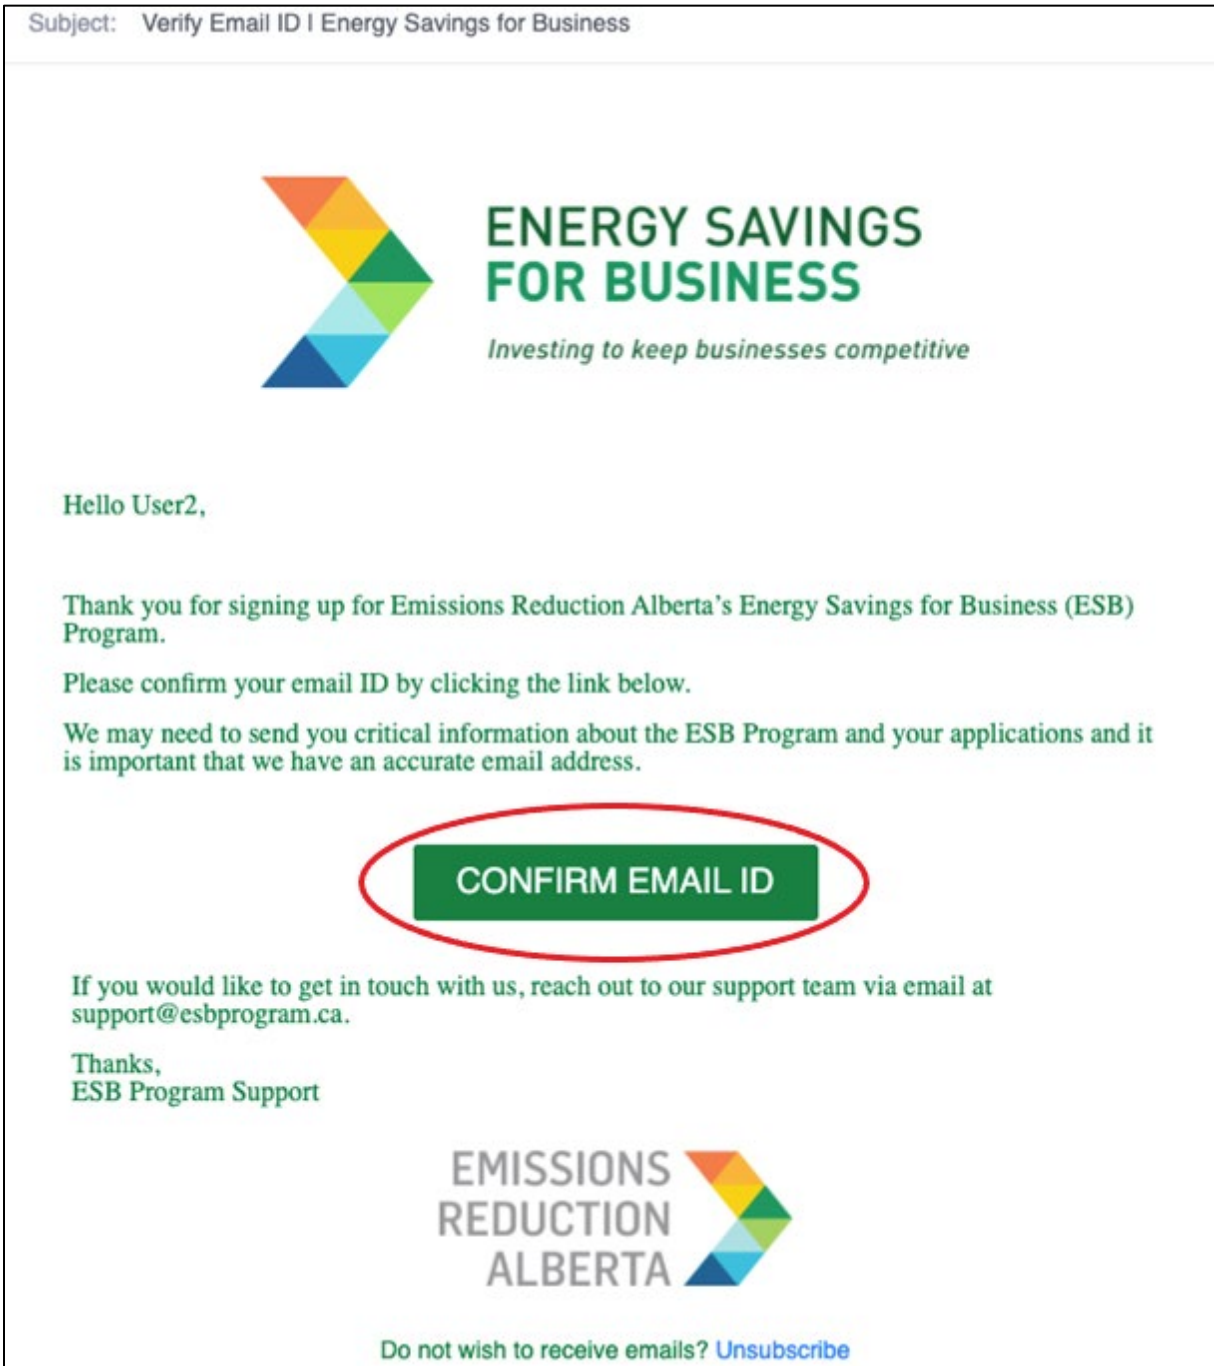 Subject: Verify Email ID I Energy Savings for Business
ENERGY SAVINGS
FOR BUSINESS
Investing to keep businesses competitive
Hello User2,
Thank you for signing up for Emissions Reduction Alberta’s Energy Savings for Business (ESB)
Program.
Please confirm your email ID by clicking the link below.
We may need to send you critical information about the ESB Program and your applications and it
is important that we have an accurate email address.
CONFIRM EMAIL ID
If you would like to get in touch with us, reach out to our support team via email at
support@esbprogram.ca.
Thanks,
ESB Program Support
EMISSIONS
REDUCTION
ALBERTA
Do not wish to receive emails? Unsubscribe